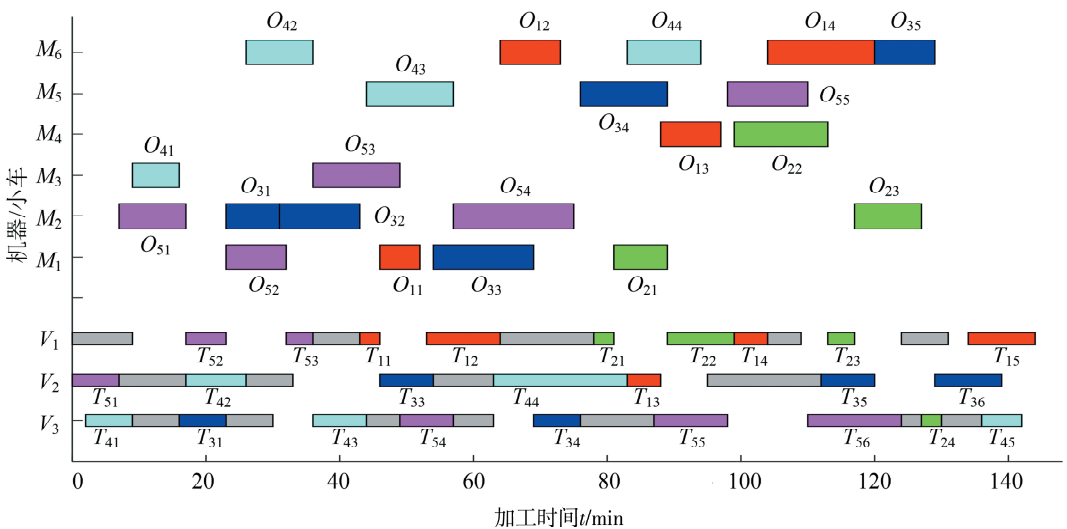 O₄₂ O₁₂ O₄₄ O₁₄ O₃₅
M₆
O₄₃
M₅ O₅₅
O₃₄
M₄
O₄₁ O₅₃ O₁₃ O₂₂
M₃
O₃₁ O₅₄ O₂₃
M₂ O₃₂
O₅₁
M₁
O₅₂ O₁₁ O₃₃ O₂₁
机器/小车
V₁
T₅₂ T₅₃ T₁₁ T₁₂ T₂₁ T₂₂ T₁₄ T₂₃ T₁₅
V₂
T₅₁ T₄₂ T₃₃ T₄₄ T₁₃ T₃₅ T₃₆
V₃
T₄₁ T₃₁ T₄₃ T₅₄ T₃₄ T₅₅ T₅₆ T₂₄ T₄₅
0 20 40 60 80 100 120 140
加工时间t/min